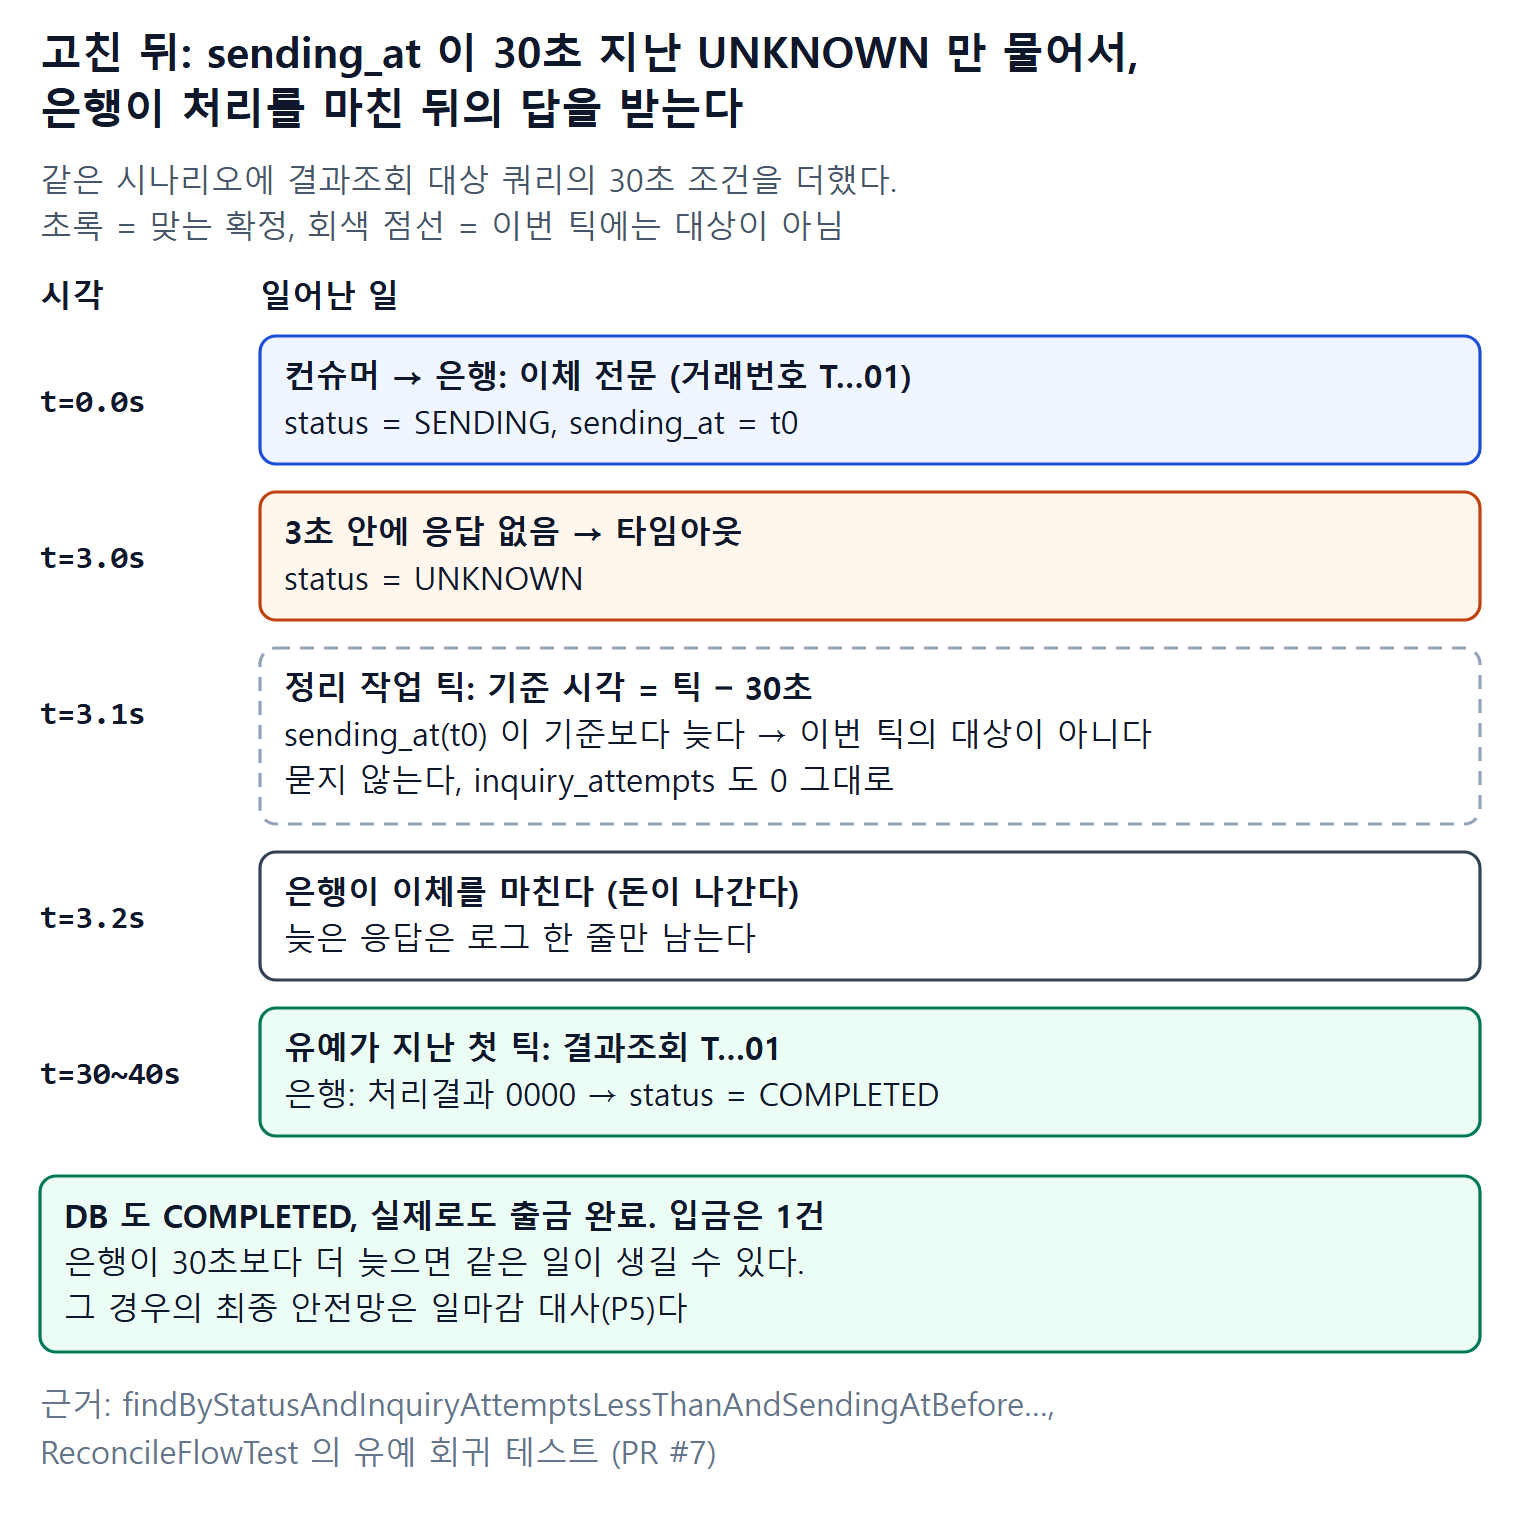 고친 뒤: sending_at 이 30초 지난 UNKNOWN 만 물어서,
은행이 처리를 마친 뒤의 답을 받는다
같은 시나리오에 결과조회 대상 쿼리의 30초 조건을 더했다.
초록 = 맞는 확정, 회색 점선 = 이번 틱에는 대상이 아님
시각 일어난 일
t=0.0s
컨슈머 → 은행: 이체 전문 (거래번호 T…01)
status = SENDING, sending_at = t0
t=3.0s
3초 안에 응답 없음 → 타임아웃
status = UNKNOWN
t=3.1s
정리 작업 틱: 기준 시각 = 틱 − 30초
sending_at(t0) 이 기준보다 늦다 → 이번 틱의 대상이 아니다
묻지 않는다, inquiry_attempts 도 0 그대로
t=3.2s
은행이 이체를 마친다 (돈이 나간다)
늦은 응답은 로그 한 줄만 남는다
t=30~40s
유예가 지난 첫 틱: 결과조회 T…01
은행: 처리결과 0000 → status = COMPLETED
DB 도 COMPLETED, 실제로도 출금 완료. 입금은 1건
은행이 30초보다 더 늦으면 같은 일이 생길 수 있다.
그 경우의 최종 안전망은 일마감 대사(P5)다
근거: findByStatusAndInquiryAttemptsLessThanAndSendingAtBefore…,
ReconcileFlowTest 의 유예 회귀 테스트 (PR #7)